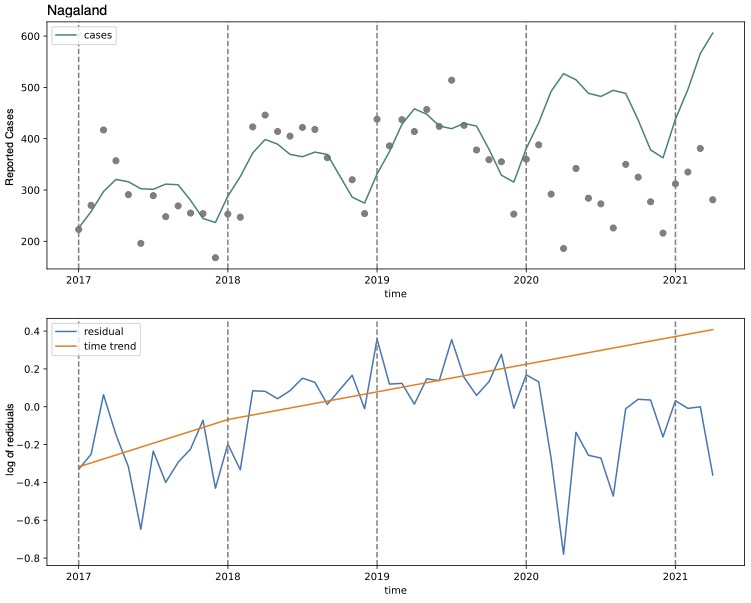 Nagaland
cases
Reported Cases
600
500
400
300
200
2017 2018 2019 2020 2021
time
residual
time trend
log of rediduals
0.4
0.2
0.0
−0.2
−0.4
−0.6
−0.8
2017 2018 2019 2020 2021
time